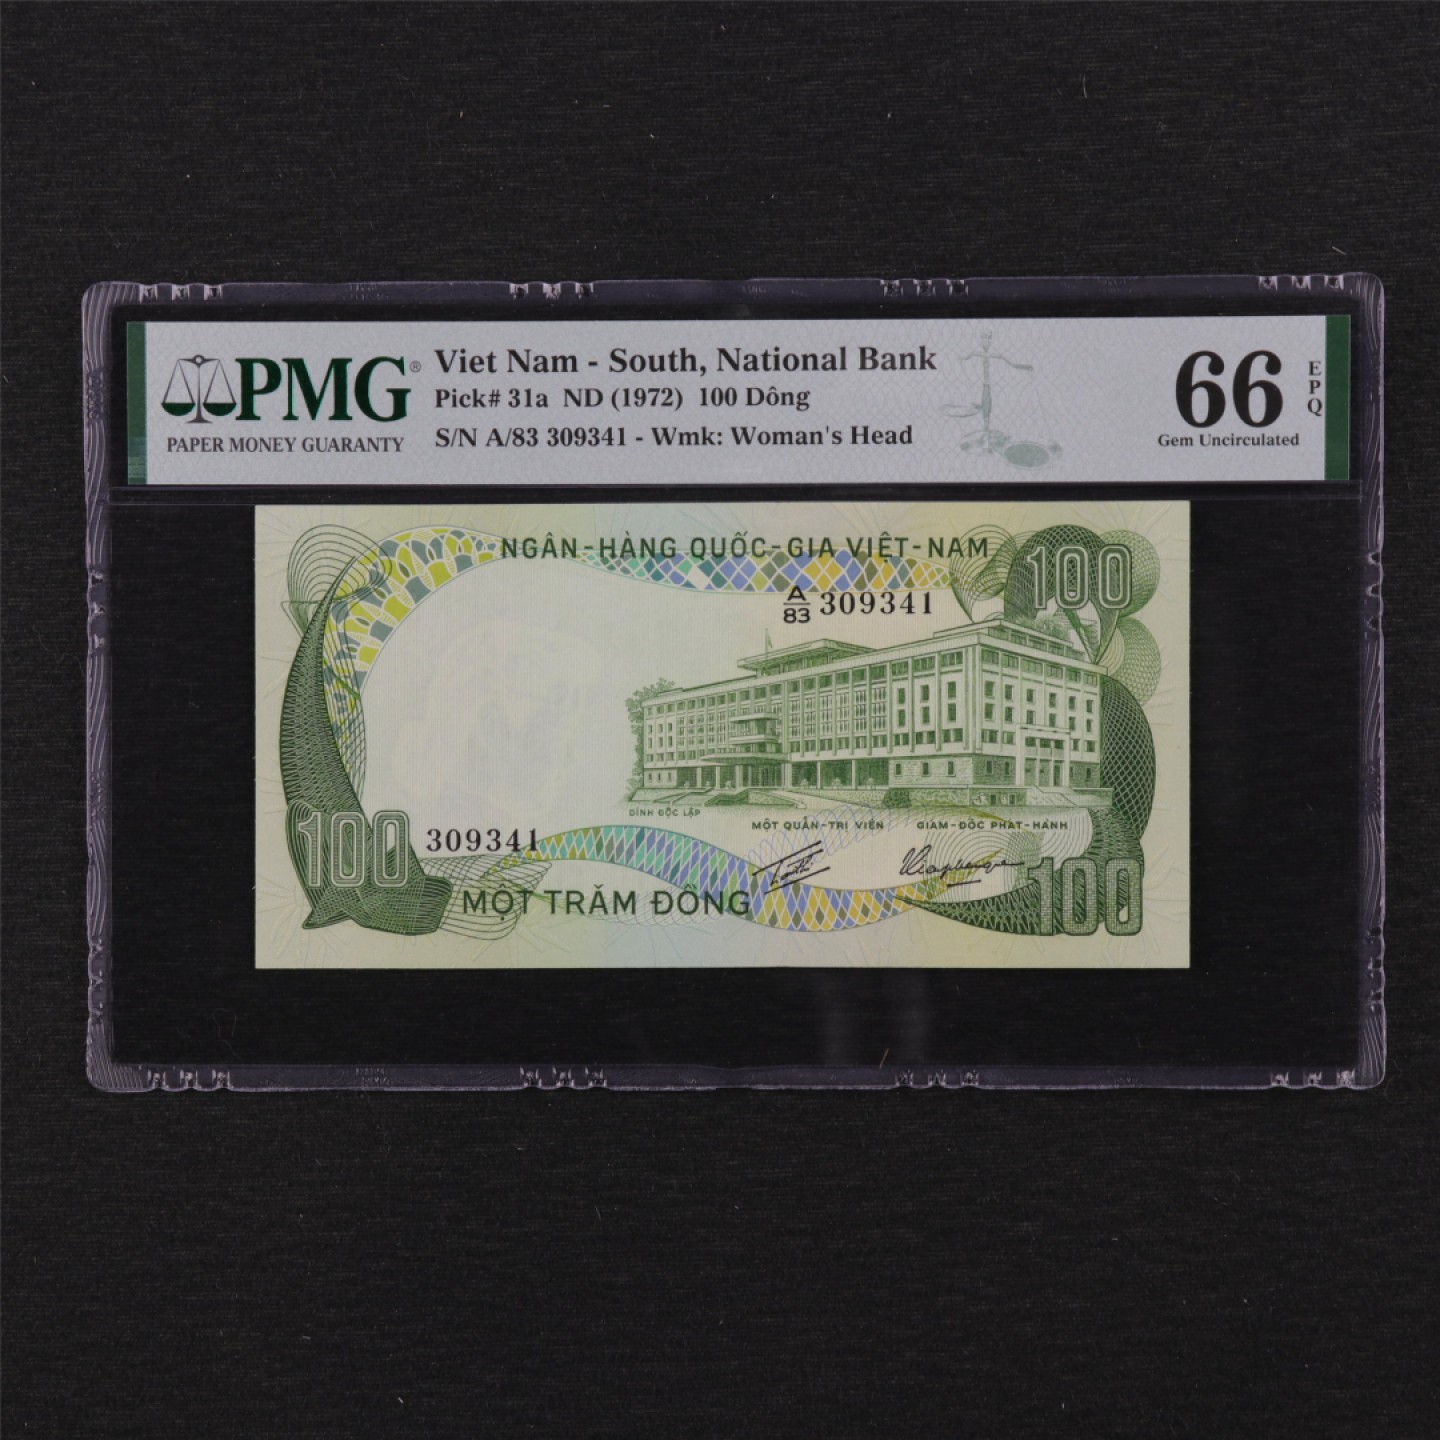 PMG®
PAPER MONEY GUARANTY
Viet Nam - South, National Bank
Pick# 31a ND (1972) 100 Dông
S/N A/83 309341 - Wmk: Woman's Head
66
EPQ
Gem Uncirculated
NGÂN-HÀNG QUỐC-GIA VIỆT-NAM
100
A
83 309341
DINH ĐỘC LẬP
MỘT QUẢN-TRỊ VIÊN
GIÁM-ĐỐC PHÁT-HÀNH
100
309341
MỘT TRĂM ĐỒNG
100